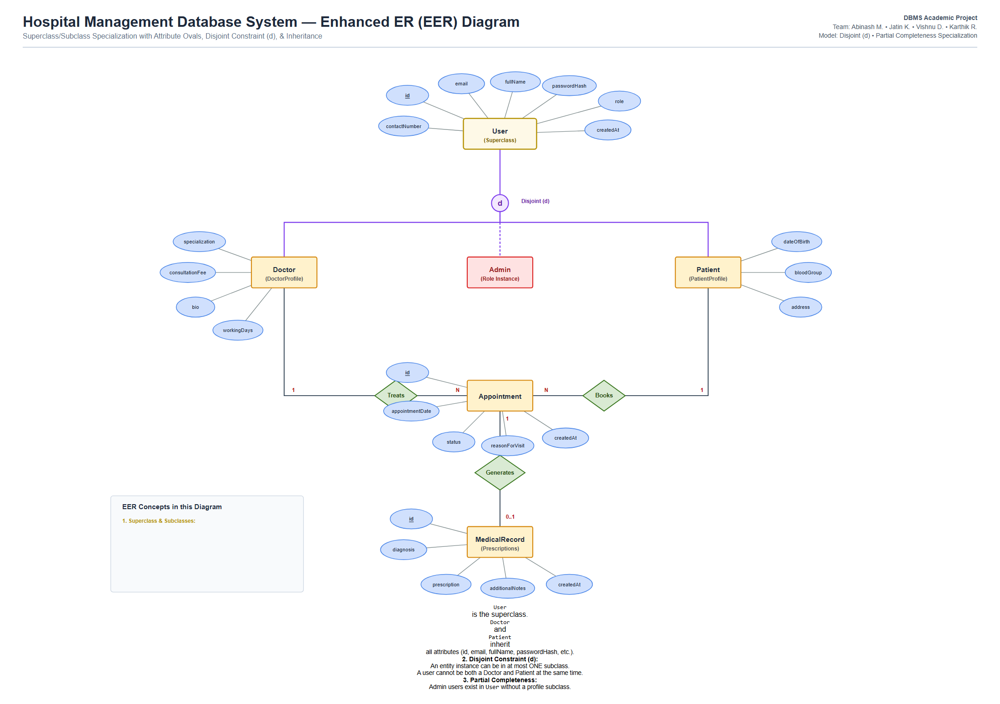 Hospital Management Database System — Enhanced ER (EER) Diagram
Superclass/Subclass Specialization with Attribute Ovals, Disjoint Constraint (d), & Inheritance
DBMS Academic Project
Team: Abinash M. • Jatin K. • Vishnu D. • Karthik R.
Model: Disjoint (d) • Partial Completeness Specialization
id
email
fullName
passwordHash
role
contactNumber
createdAt
User
(Superclass)
d
Disjoint (d)
specialization
consultationFee
bio
workingDays
Doctor
(DoctorProfile)
Admin
(Role Instance)
Patient
(PatientProfile)
dateOfBirth
bloodGroup
address
id
1
Treats
N
Appointment
N
Books
1
appointmentDate
1
status
reasonForVisit
createdAt
Generates
0..1
EER Concepts in this Diagram
1. Superclass & Subclasses:
id
diagnosis
MedicalRecord
(Prescriptions)
prescription
additionalNotes
createdAt
User
is the superclass.
Doctor
and
Patient
inherit
all attributes (id, email, fullName, passwordHash, etc.).
2. Disjoint Constraint (d):
An entity instance can be in at most ONE subclass.
A user cannot be both a Doctor and Patient at the same time.
3. Partial Completeness:
Admin users exist in User without a profile subclass.